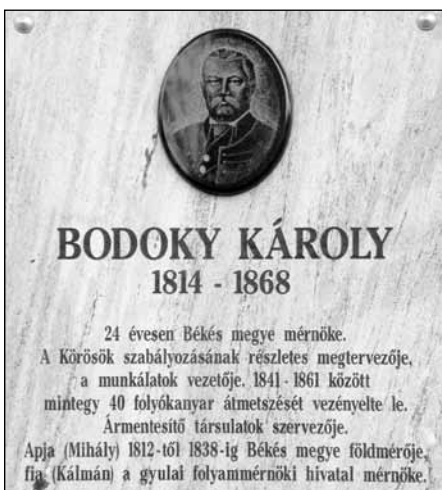 BODOKY KÁROLY
1814 - 1868
24 évesen Békés megye mérnöke.
A Körösök szabályozásának részletes megtervezője,
a munkálatok vezetője. 1841 - 1861 között
mintegy 40 folyókanyar átmetszését vezényelte le.
Ármentesítő társulatok szervezője.
Apja (Mihály) 1812-től 1838-ig Békés megye földmérője,
fia (Kálmán) a gyulai folyammérnöki hivatal mérnöke.